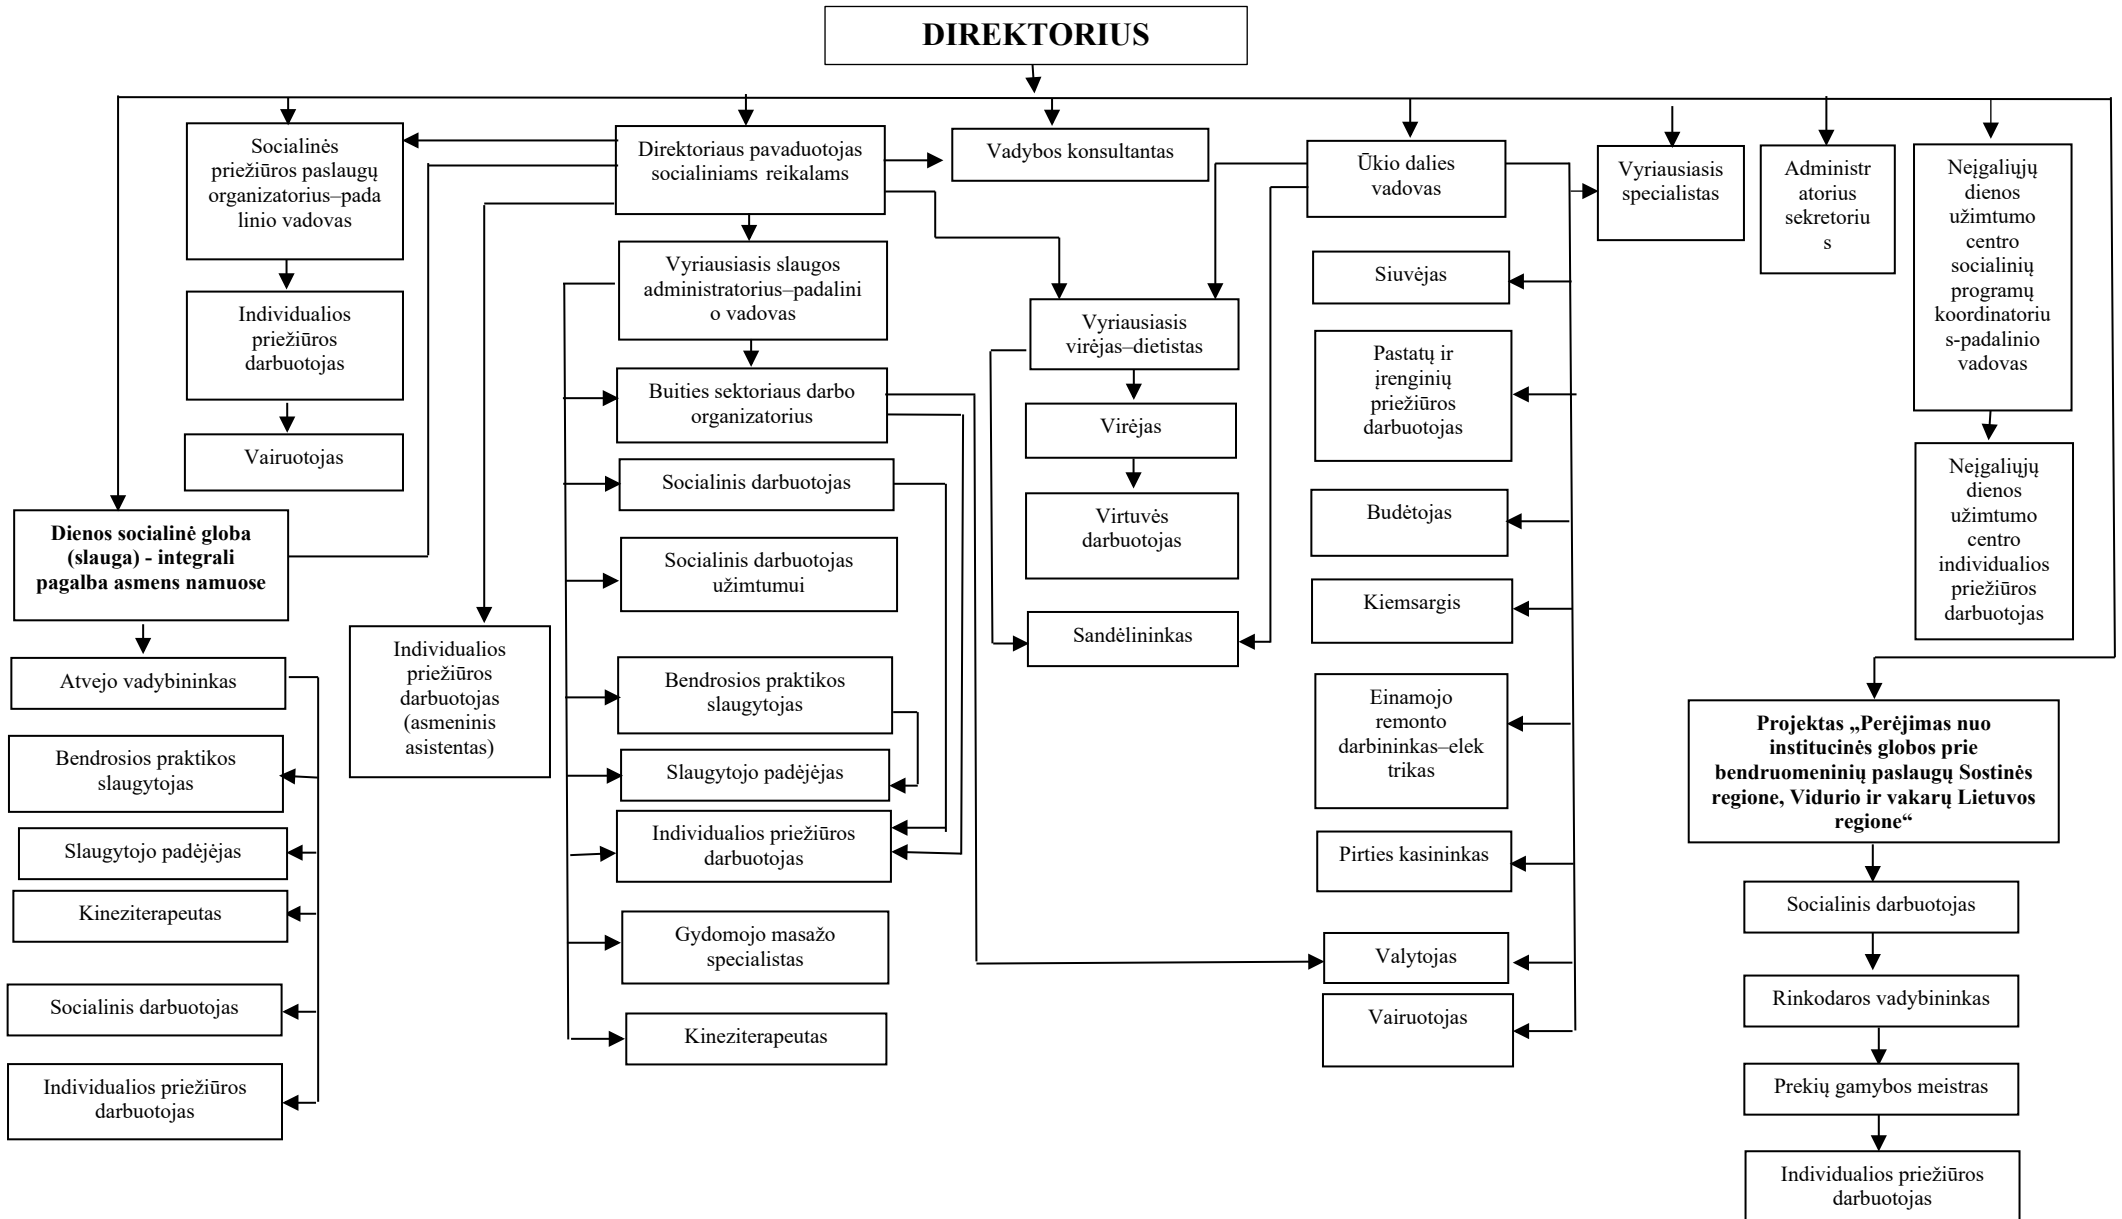 DIREKTORIUS
Socialinės
priežiūros paslaugų
organizatorius–pada
linio vadovas
Direktoriaus pavaduotojas
socialiniams reikalams
Vadybos konsultantas
Ūkio dalies
vadovas
Vyriausiasis
specialistas
Administr
atorius
sekretoriu
s
Neįgaliųjų
dienos
užimtumo
centro
socialinių
programų
koordinatoriu
s-padalinio
vadovas
Individualios
priežiūros
darbuotojas
Vairuotojas
Dienos socialinė globa
(slauga) - integrali
pagalba asmens namuose
Atvejo vadybininkas
Bendrosios praktikos
slaugytojas
Slaugytojo padėjėjas
Kineziterapeutas
Socialinis darbuotojas
Individualios priežiūros
darbuotojas
Individualios
priežiūros
darbuotojas
(asmeninis
asistentas)
Vyriausiasis slaugos
administratorius–padalini
o vadovas
Buities sektoriaus darbo
organizatorius
Socialinis darbuotojas
Socialinis darbuotojas
užimtumui
Bendrosios praktikos
slaugytojas
Slaugytojo padėjėjas
Individualios priežiūros
darbuotojas
Gydomojo masažo
specialistas
Kineziterapeutas
Vyriausiasis
virėjas–dietistas
Virėjas
Virtuvės
darbuotojas
Sandėlininkas
Siuvėjas
Pastatų ir
įrenginių
priežiūros
darbuotojas
Budėtojas
Kiemsargis
Einamojo
remonto
darbininkas–elek
trikas
Pirties kasininkas
Valytojas
Vairuotojas
Neįgaliųjų
dienos
užimtumo
centro
individualios
priežiūros
darbuotojas
Projektas „Perėjimas nuo
institucinės globos prie
bendruomeninių paslaugų Sostinės
regione, Vidurio ir vakarų Lietuvos
regione“
Socialinis darbuotojas
Rinkodaros vadybininkas
Prekių gamybos meistras
Individualios priežiūros
darbuotojas